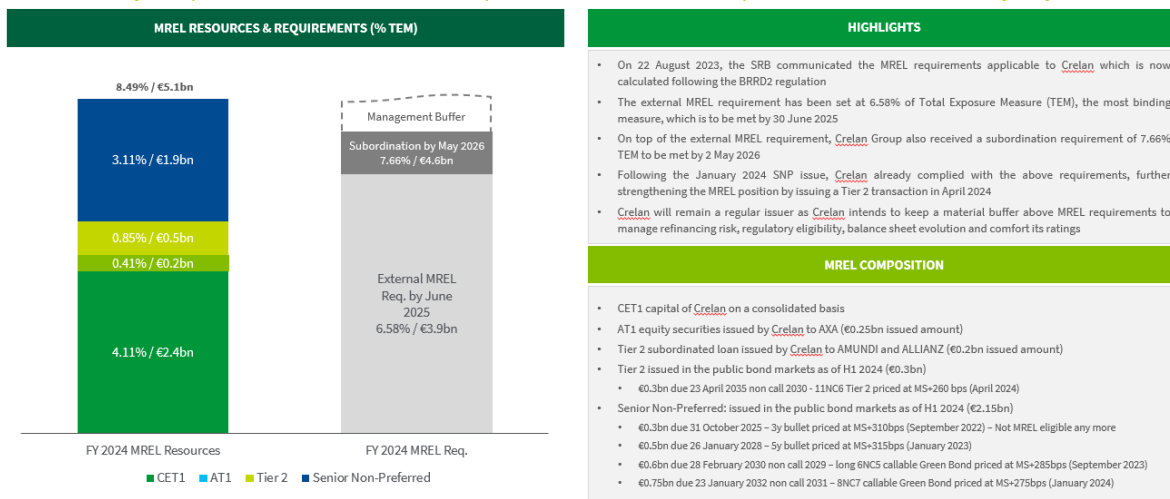 MREL RESOURCES & REQUIREMENTS (% TEM)
8.49% / €5.1bn
3.11% / €1.9bn
0.85% / €0.5bn
0.41% / €0.2bn
4.11% / €2.4bn
FY 2024 MREL Resources
Management Buffer
Subordination by May 2026
7.66% / €4.6bn
External MREL
Req. by June
2025
6.58% / €3.9bn
FY 2024 MREL Req.
CET1 AT1 Tier 2 Senior Non-Preferred
HIGHLIGHTS
• On 22 August 2023, the SRB communicated the MREL requirements applicable to Crelan which is now
calculated following the BRRD2 regulation
• The external MREL requirement has been set at 6.58% of Total Exposure Measure (TEM), the most binding
measure, which is to be met by 30 June 2025
• On top of the external MREL requirement, Crelan Group also received a subordination requirement of 7.66%
TEM to be met by 2 May 2026
• Following the January 2024 SNP issue, Crelan already complied with the above requirements, further
strengthening the MREL position by issuing a Tier 2 transaction in April 2024
• Crelan will remain a regular issuer as Crelan intends to keep a material buffer above MREL requirements to
manage refinancing risk, regulatory eligibility, balance sheet evolution and comfort its ratings
MREL COMPOSITION
• CET1 capital of Crelan on a consolidated basis
• AT1 equity securities issued by Crelan to AXA (€0.25bn issued amount)
• Tier 2 subordinated loan issued by Crelan to AMUNDI and ALLIANZ (€0.2bn issued amount)
• Tier 2 issued in the public bond markets as of H1 2024 (€0.3bn)
• €0.3bn due 23 April 2035 non call 2030 - 11NC6 Tier 2 priced at MS+260 bps (April 2024)
• Senior Non-Preferred: issued in the public bond markets as of H1 2024 (€2.15bn)
• €0.3bn due 31 October 2025 – 3y bullet priced at MS+310bps (September 2022) – Not MREL eligible any more
• €0.5bn due 26 January 2028 – 5y bullet priced at MS+315bps (January 2023)
• €0.6bn due 28 February 2030 non call 2029 – long 6NC5 callable Green Bond priced at MS+285bps (September 2023)
• €0.75bn due 23 January 2032 non call 2031 – 8NC7 callable Green Bond priced at MS+275bps (January 2024)